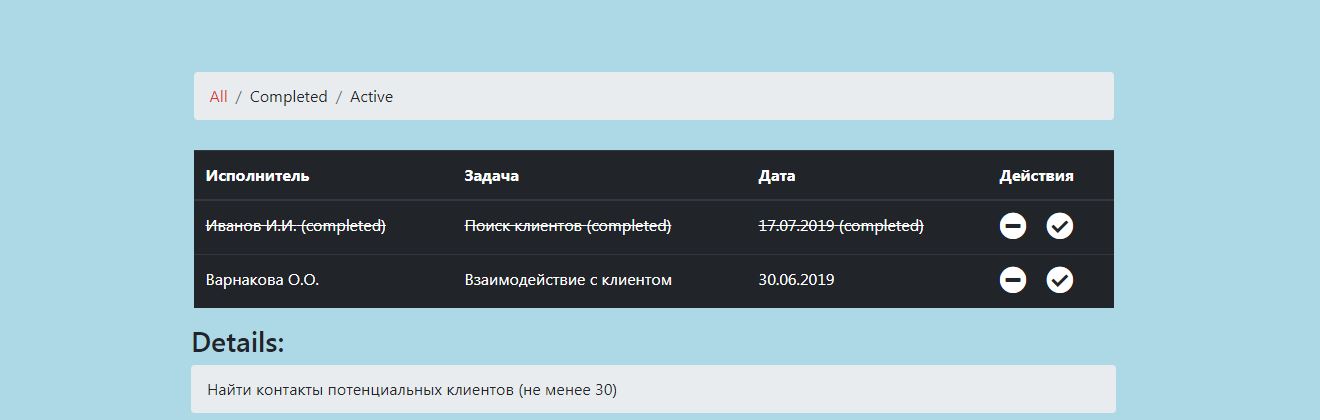 All / Completed / Active
Исполнитель Задача Дата Действия
Иванов И.И. (completed) Поиск клиентов (completed) 17.07.2019 (completed)
Варнакова О.О. Взаимодействие с клиентом 30.06.2019
Details:
Найти контакты потенциальных клиентов (не менее 30)